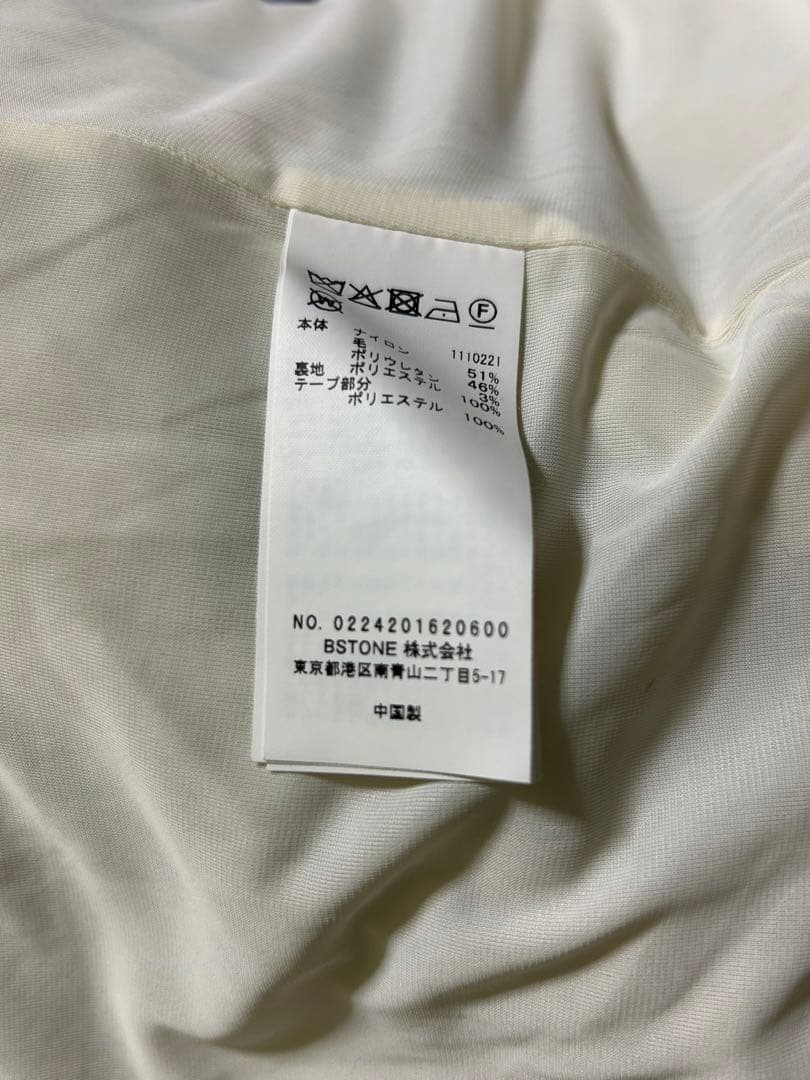 1110221
本体 ナイロン 51%
毛 46%
ポリウレタン 3%
裏地 ポリエステル 100%
テープ部分
ポリエステル 100%
NO. 0224201620600
BSTONE 株式会社
東京都港区南青山二丁目5-17
中国製